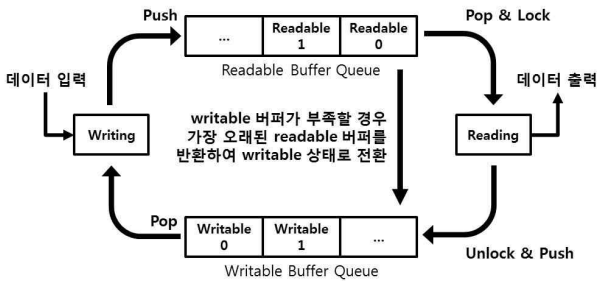 Push
...
Readable
1
Readable
0
Pop & Lock
Readable Buffer Queue
데이터 입력
데이터 출력
Writing
writable 버퍼가 부족할 경우
가장 오래된 readable 버퍼를
반환하여 writable 상태로 전환
Reading
Pop
Writable
0
Writable
1
...
Unlock & Push
Writable Buffer Queue